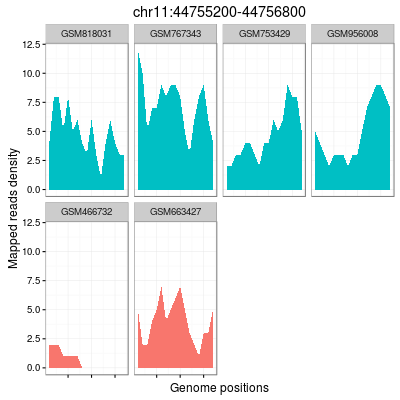 chr11:44755200-44756800
GSM818031 GSM767343 GSM753429 GSM956008
12.5
10.0
7.5
5.0
2.5
0.0
Mapped reads density
GSM466732 GSM663427
12.5
10.0
7.5
5.0
2.5
0.0
Genome positions